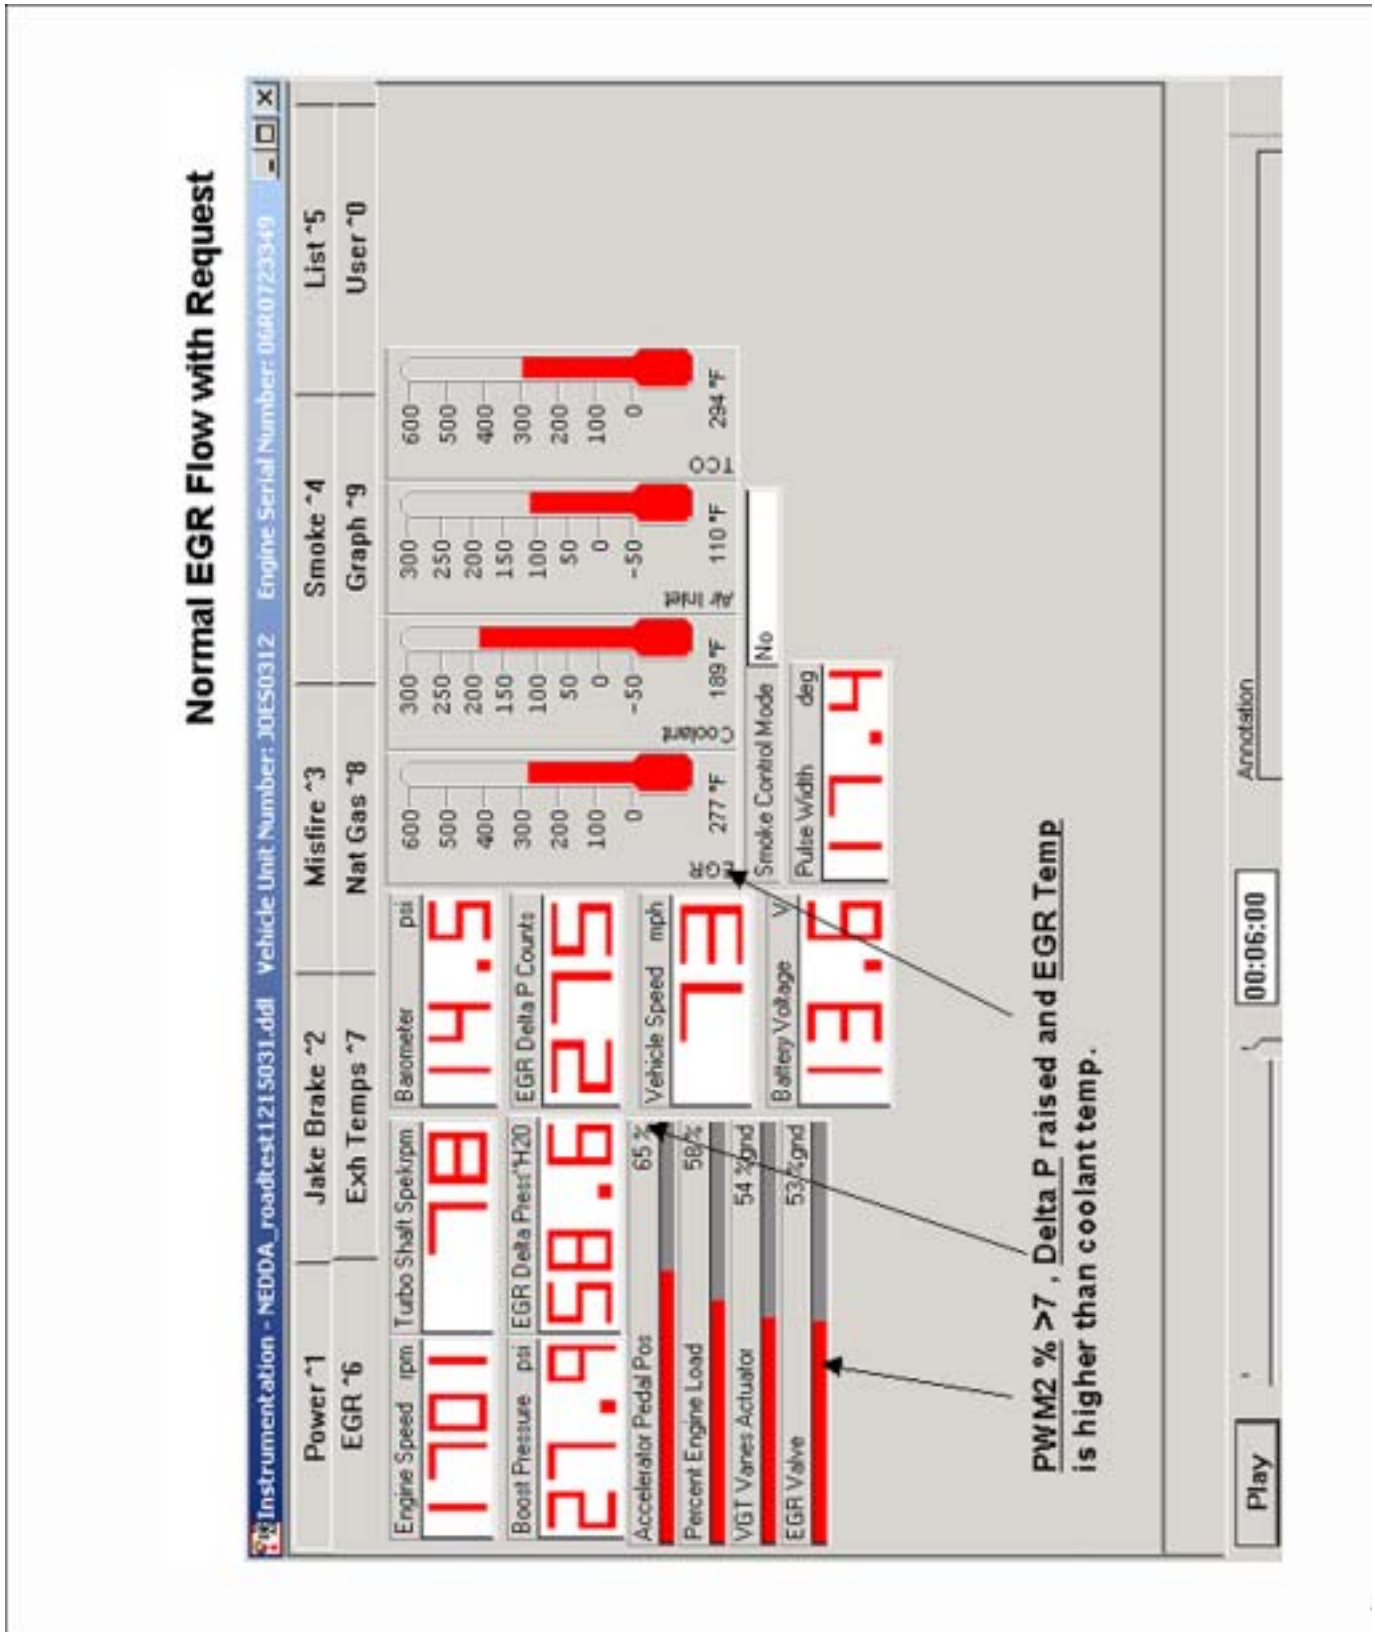 Normal EGR Flow with Request
Instrumentation - NEDDA_roadtest1215031.ddl Vehicle Unit Number: JOES0312 Engine Serial Number: 06R0723349
Power ^1 Jake Brake ^2 Misfire ^3 Smoke ^4 List ^5
EGR ^6 Exh Temps ^7 Nat Gas ^8 Graph ^9 User ^0
Engine Speed rpm
1701
Turbo Shaft Spekrpm
78
Barometer psi
14.5
Boost Pressure psi
27.9
EGR Delta Press"H20
58.9
EGR Delta P Counts
275
Accelerator Pedal Pos 65 %
Percent Engine Load 58 %
VGT Vanes Actuator 54 %gnd
EGR Valve 53 %gnd
Vehicle Speed mph
73
Battery Voltage V
13.9
EGR
600
500
400
300
200
100
0
277 °F
Coolant
300
250
200
150
100
50
0
-50
189 °F
Air Inlet
300
250
200
150
100
50
0
-50
110 °F
TCO
600
500
400
300
200
100
0
294 °F
Smoke Control Mode No
Pulse Width deg
17.4
PWM2 % >7 , Delta P raised and EGR Temp
is higher than coolant temp.
Play
00:06:00
Annotation